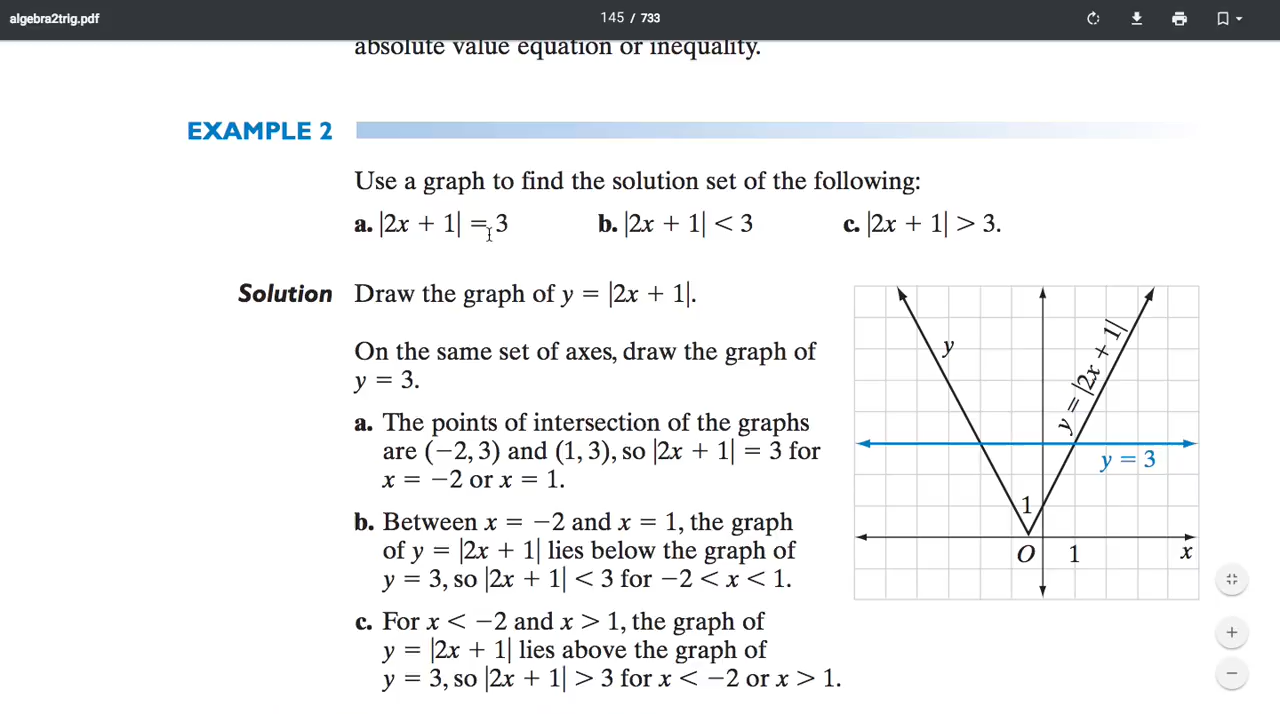 algebra2trig.pdf
145 / 733
absolute value equation or inequality.
EXAMPLE 2
Use a graph to find the solution set of the following:
a. |2x + 1| = 3 b. |2x + 1| < 3 c. |2x + 1| > 3.
Solution Draw the graph of y = |2x + 1|.
On the same set of axes, draw the graph of
y = 3.
a. The points of intersection of the graphs
are (−2, 3) and (1, 3), so |2x + 1| = 3 for
x = −2 or x = 1.
b. Between x = −2 and x = 1, the graph
of y = |2x + 1| lies below the graph of
y = 3, so |2x + 1| < 3 for −2 < x < 1.
c. For x < −2 and x > 1, the graph of
y = |2x + 1| lies above the graph of
y = 3, so |2x + 1| > 3 for x < −2 or x > 1.
y
y = |2x + 1|
y = 3
1
O 1 x